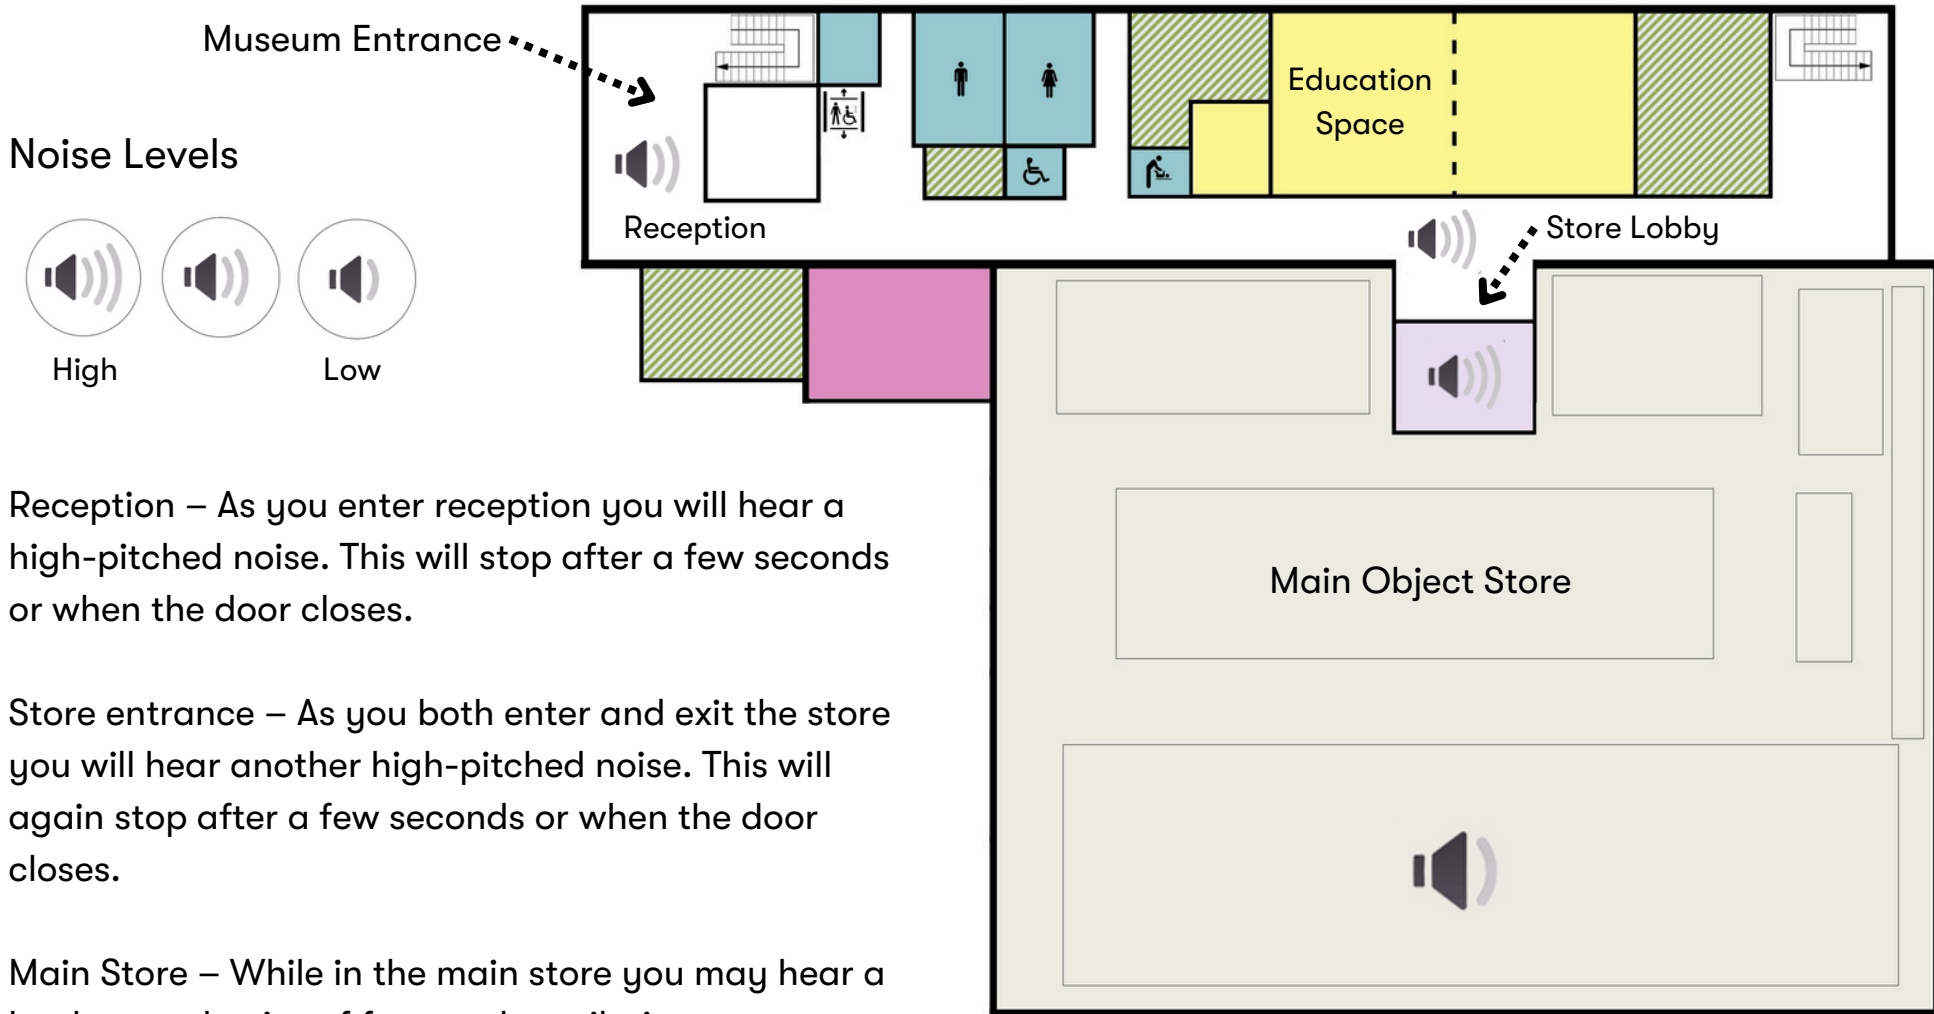 Museum Entrance
Noise Levels
High
Low
Reception
Education
Space
Store Lobby
Main Object Store
Reception – As you enter reception you will hear a
high-pitched noise. This will stop after a few seconds
or when the door closes.
Store entrance – As you both enter and exit the store
you will hear another high-pitched noise. This will
again stop after a few seconds or when the door
closes.
Main Store – While in the main store you may hear a